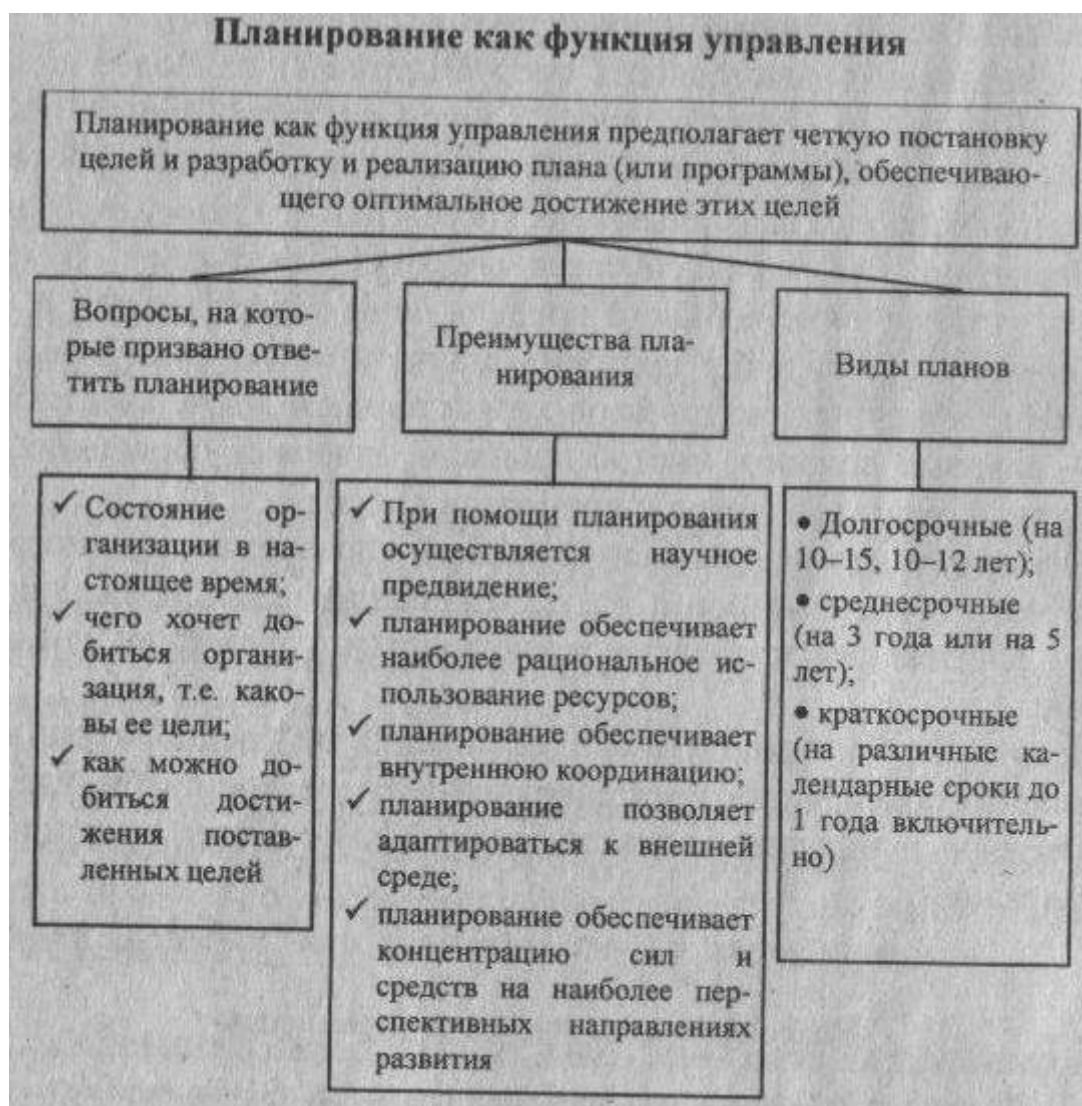 Планирование как функция управления
Планирование как функция управления предполагает четкую постановку
целей и разработку и реализацию плана (или программы), обеспечиваю-
щего оптимальное достижение этих целей
Вопросы, на кото-
рые призвано отве-
тить планирование
Преимущества пла-
нирования
Виды планов
✓ Состояние ор-
ганизации в на-
стоящее время;
✓ чего хочет до-
биться органи-
зация, т.е. како-
вы ее цели;
✓ как можно до-
биться дости-
жения постав-
ленных целей
✓ При помощи планирования
осуществляется научное
предвидение;
✓ планирование обеспечивает
наиболее рациональное ис-
пользование ресурсов;
✓ планирование обеспечивает
внутреннюю координацию;
✓ планирование позволяет
адаптироваться к внешней
среде;
✓ планирование обеспечивает
концентрацию сил и
средств на наиболее пер-
спективных направлениях
развития
• Долгосрочные (на
10–15, 10–12 лет);
• среднесрочные
(на 3 года или на 5
лет);
• краткосрочные
(на различные ка-
лендарные сроки до
1 года включитель-
но)